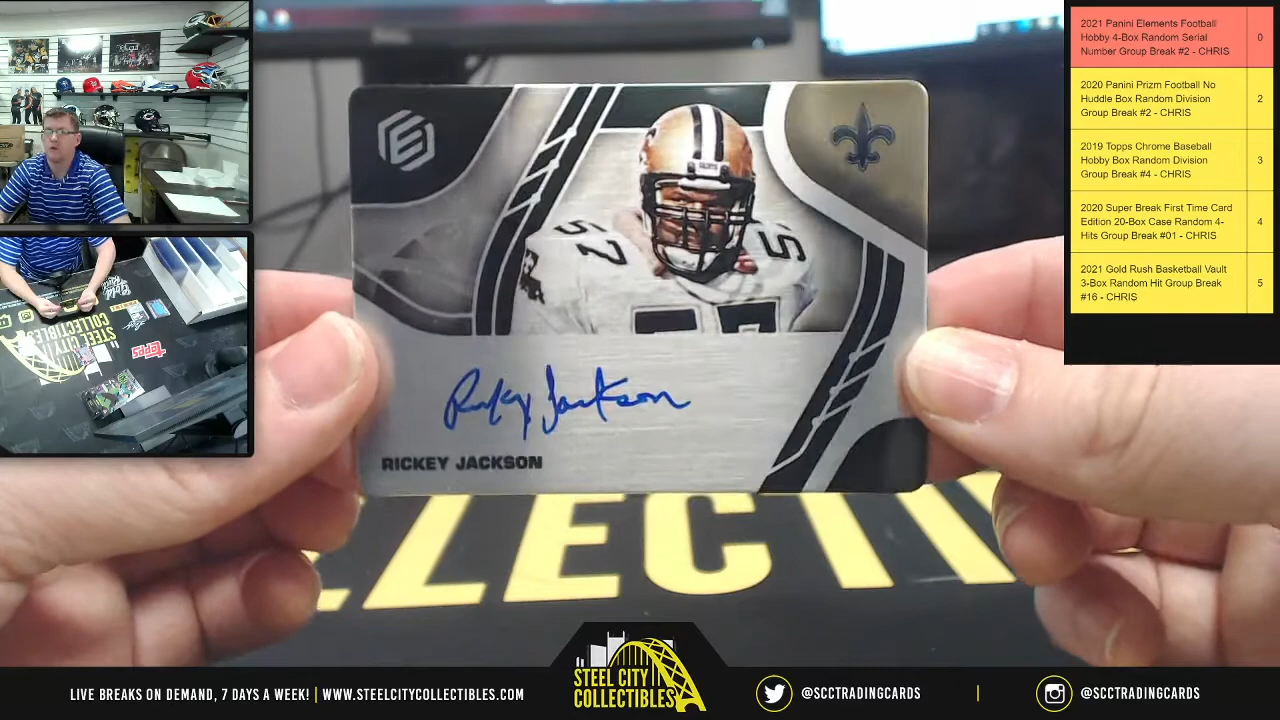 2021 Panini Elements Football
Hobby 4-Box Random Serial
Number Group Break #2 - CHRIS
0
2020 Panini Prizm Football No
Huddle Box Random Division
Group Break #2 - CHRIS
2
2019 Topps Chrome Baseball
Hobby Box Random Division
Group Break #4 - CHRIS
3
2020 Super Break First Time Card
Edition 20-Box Case Random 4-
Hits Group Break #01 - CHRIS
4
2021 Gold Rush Basketball Vault
3-Box Random Hit Group Break
#16 - CHRIS
5
57
Rickey Jackson
RICKEY JACKSON
STEEL CITY
COLLECTIBLES
Topps
LIVE BREAKS ON DEMAND, 7 DAYS A WEEK! | WWW.STEELCITYCOLLECTIBLES.COM
STEEL CITY
COLLECTIBLES
@SCCTRADINGCARDS | @SCCTRADINGCARDS